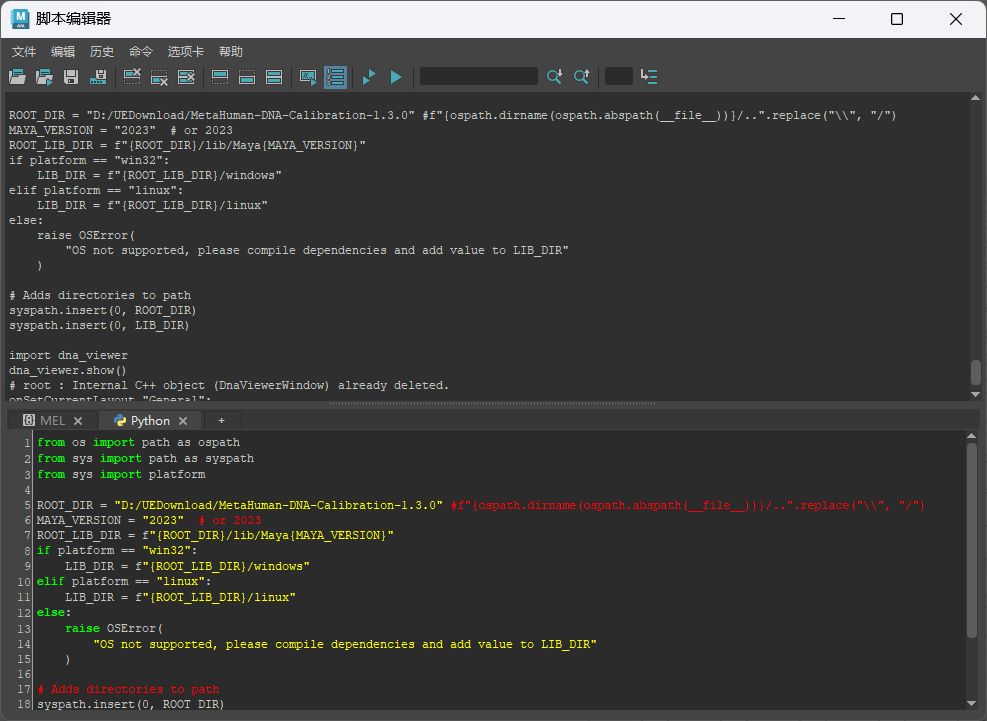 脚本编辑器
文件 编辑 历史 命令 选项卡 帮助
ROOT_DIR = "D:/UEDownload/MetaHuman-DNA-Calibration-1.3.0" #f"{ospath.dirname(ospath.abspath(__file__))}/..".replace("\\", "/")
MAYA_VERSION = "2023"  # or 2023
ROOT_LIB_DIR = f"{ROOT_DIR}/lib/Maya{MAYA_VERSION}"
if platform == "win32":
    LIB_DIR = f"{ROOT_LIB_DIR}/windows"
elif platform == "linux":
    LIB_DIR = f"{ROOT_LIB_DIR}/linux"
else:
    raise OSError(
        "OS not supported, please compile dependencies and add value to LIB_DIR"
    )
# Adds directories to path
syspath.insert(0, ROOT_DIR)
syspath.insert(0, LIB_DIR)
import dna_viewer
dna_viewer.show()
# root : Internal C++ object (DnaViewerWindow) already deleted.
onSetCurrentLayout "General";
MEL Python +
1 from os import path as ospath
2 from sys import path as syspath
3 from sys import platform
4
5 ROOT_DIR = "D:/UEDownload/MetaHuman-DNA-Calibration-1.3.0" #f"{ospath.dirname(ospath.abspath(__file__))}/..".replace("\\", "/")
6 MAYA_VERSION = "2023"  # or 2023
7 ROOT_LIB_DIR = f"{ROOT_DIR}/lib/Maya{MAYA_VERSION}"
8 if platform == "win32":
9     LIB_DIR = f"{ROOT_LIB_DIR}/windows"
10 elif platform == "linux":
11     LIB_DIR = f"{ROOT_LIB_DIR}/linux"
12 else:
13     raise OSError(
14         "OS not supported, please compile dependencies and add value to LIB_DIR"
15     )
16
17 # Adds directories to path
18 syspath.insert(0, ROOT_DIR)